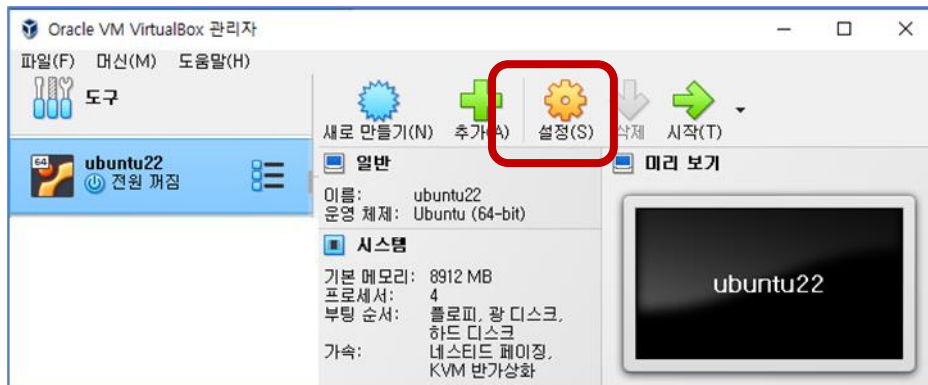 Oracle VM VirtualBox 관리자
파일(F) 머신(M) 도움말(H)
도구
새로 만들기(N) 추가(A) 설정(S) 삭제 시작(T)
64
ubuntu22
전원 꺼짐
일반
이름: ubuntu22
운영 체제: Ubuntu (64-bit)
시스템
기본 메모리: 8912 MB
프로세서: 4
부팅 순서: 플로피, 광 디스크,
하드 디스크
가속: 네스티드 페이징,
KVM 반가상화
미리 보기
ubuntu22